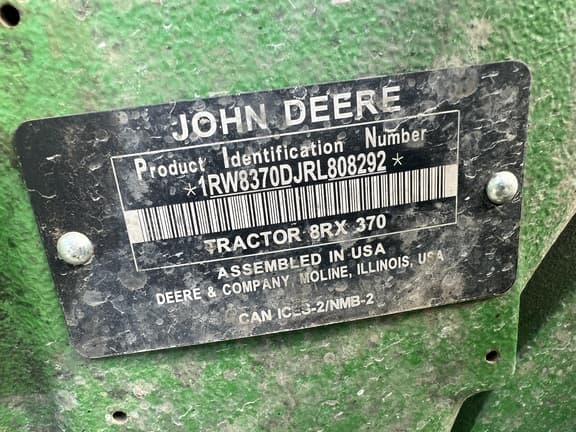 JOHN DEERE
Product Identification Number
*1RW8370DJRL808292*
TRACTOR 8RX 370
ASSEMBLED IN USA
DEERE & COMPANY MOLINE, ILLINOIS, USA
CAN ICES-2/NMB-2